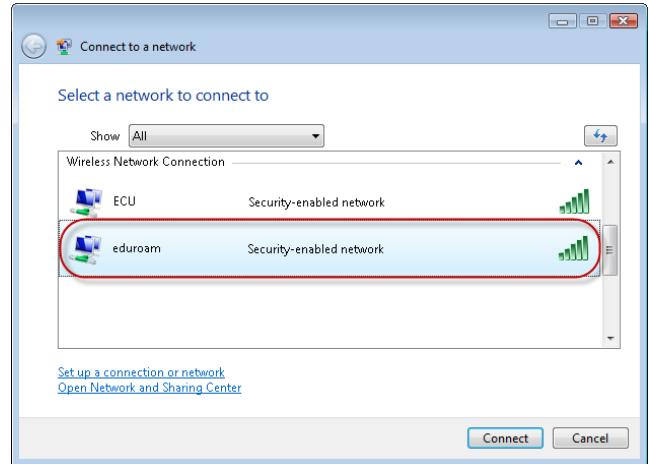 Connect to a network
Select a network to connect to
Show All
Wireless Network Connection
ECU Security-enabled network
eduroam Security-enabled network
Set up a connection or network
Open Network and Sharing Center
Connect Cancel